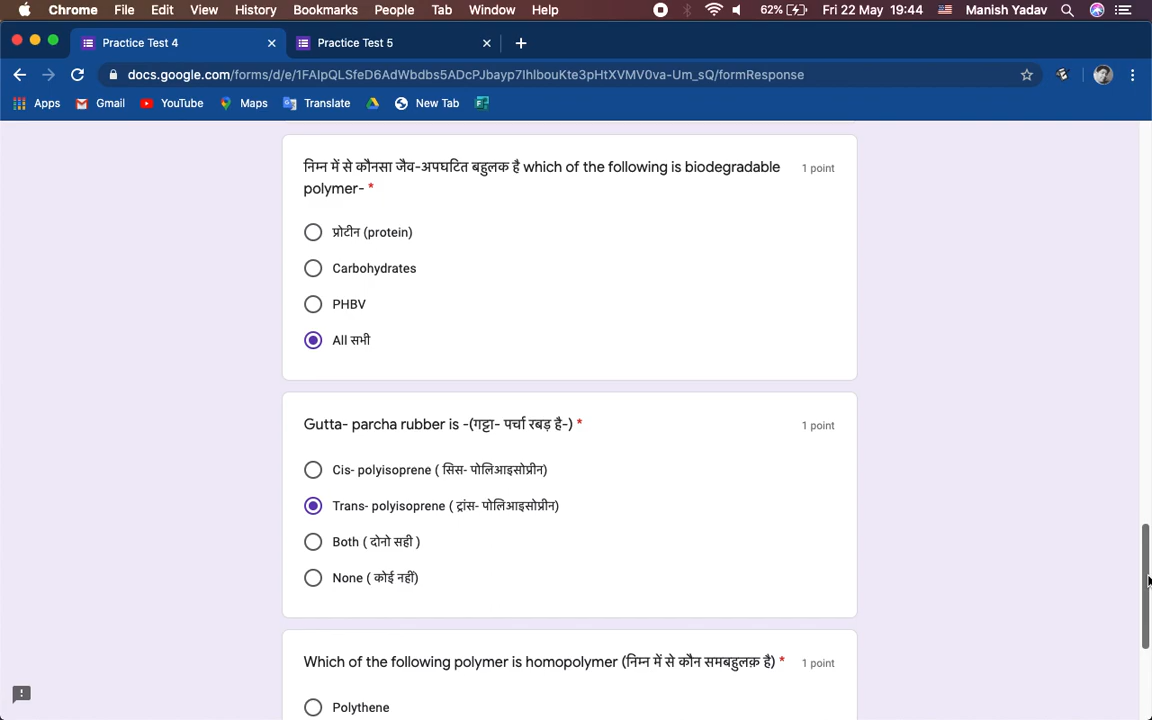 Chrome File Edit View History Bookmarks People Tab Window Help 62% Fri 22 May 19:44 Manish Yadav
Practice Test 4 Practice Test 5
docs.google.com/forms/d/e/1FAIpQLSfeD6AdWbdbs5ADcPJbayp7IhIbouKte3pHtXVMV0va-Um_sQ/formResponse
Apps Gmail YouTube Maps Translate New Tab
निम्न में से कौनसा जैव-अपघटित बहुलक है which of the following is biodegradable 1 point
polymer- *
प्रोटीन (protein)
Carbohydrates
PHBV
All सभी
Gutta- parcha rubber is -(गट्टा- पर्चा रबड़ है-) * 1 point
Cis- polyisoprene ( सिस- पोलिआइसोप्रीन)
Trans- polyisoprene ( ट्रांस- पोलिआइसोप्रीन)
Both ( दोनो सही )
None ( कोई नहीं)
Which of the following polymer is homopolymer (निम्न में से कौन समबहुलक़ है) * 1 point
Polythene